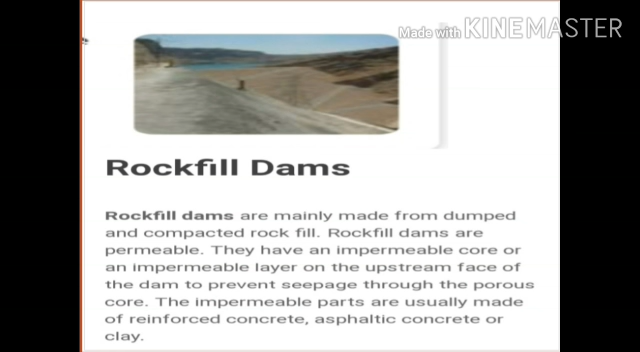 Made with KINEMASTER
Rockfill Dams
Rockfill dams are mainly made from dumped
and compacted rock fill. Rockfill dams are
permeable. They have an impermeable core or
an impermeable layer on the upstream face of
the dam to prevent seepage through the porous
core. The impermeable parts are usually made
of reinforced concrete, asphaltic concrete or
clay.